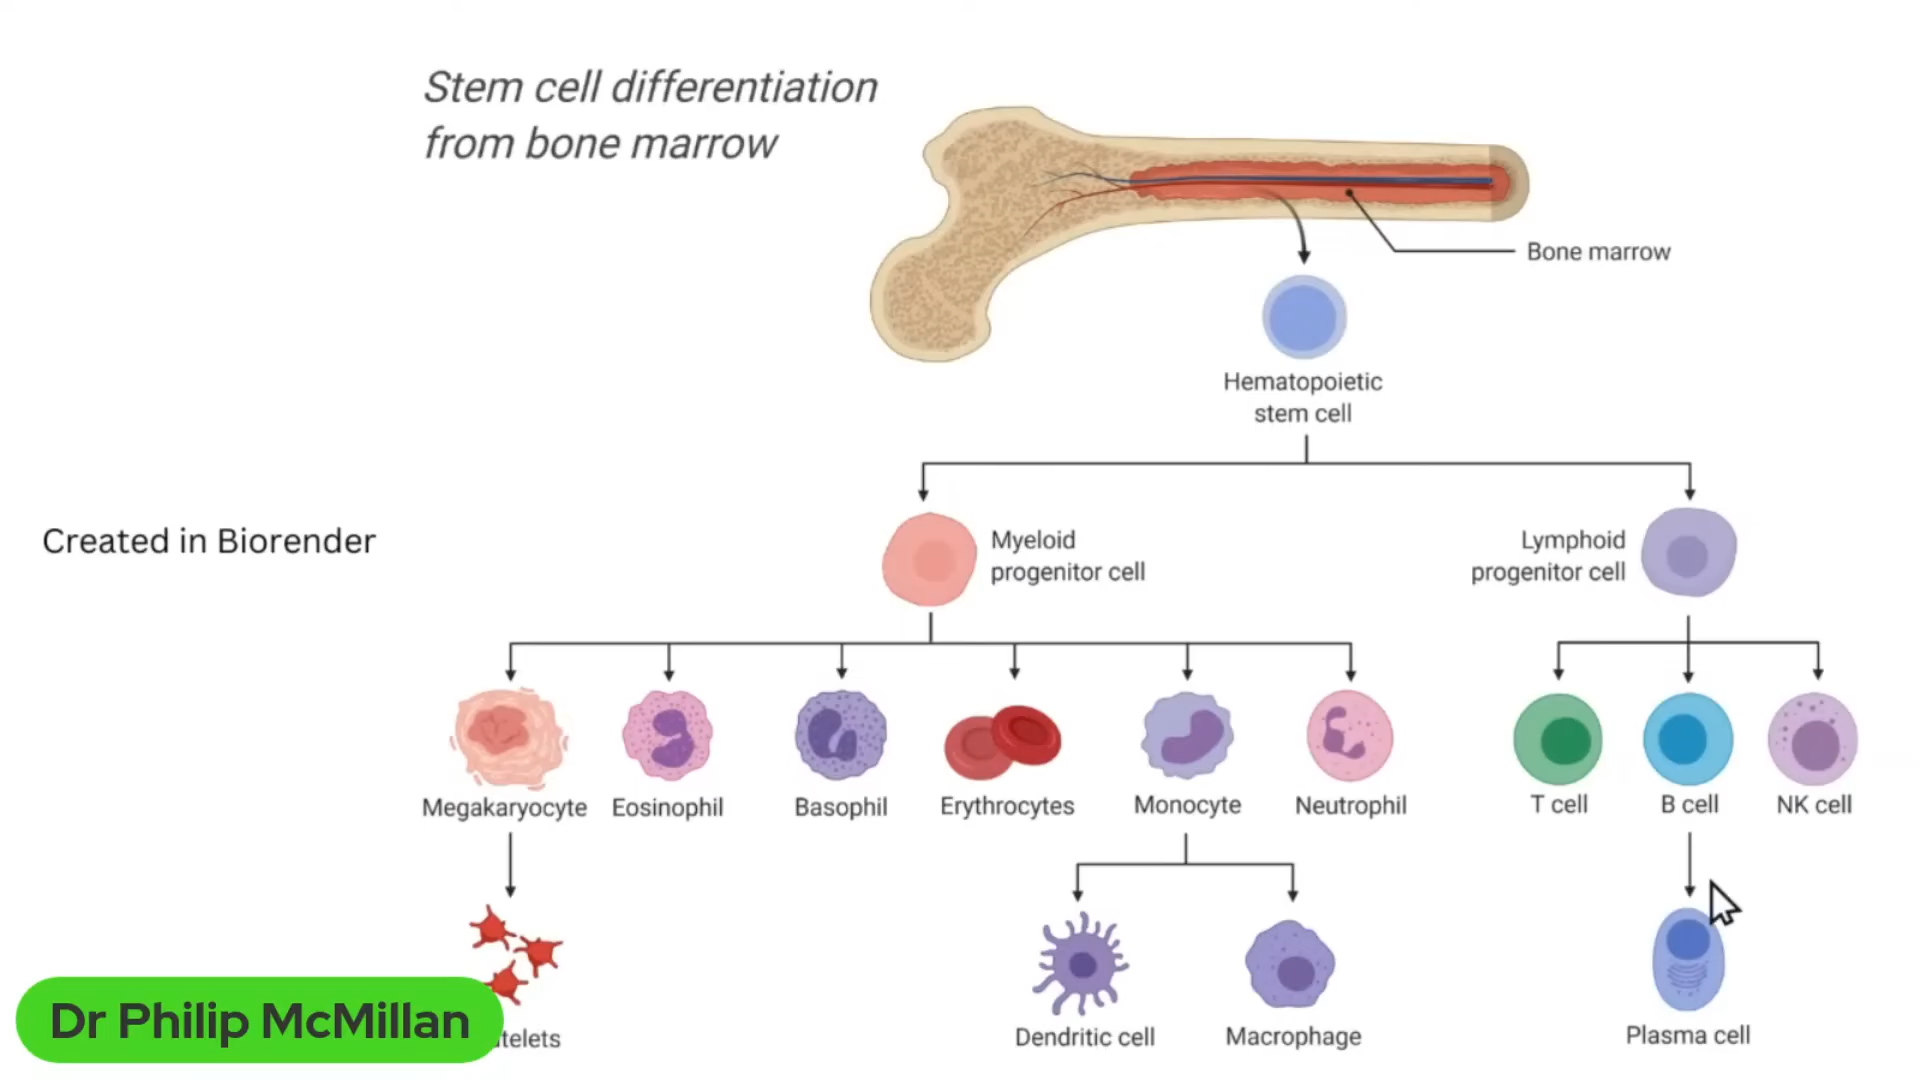 Stem cell differentiation
from bone marrow
Bone marrow
Hematopoietic
stem cell
Created in Biorender
Myeloid
progenitor cell
Lymphoid
progenitor cell
Megakaryocyte
Eosinophil
Basophil
Erythrocytes
Monocyte
Neutrophil
T cell
B cell
NK cell
Dr Philip McMillan
Dendritic cell
Macrophage
Plasma cell